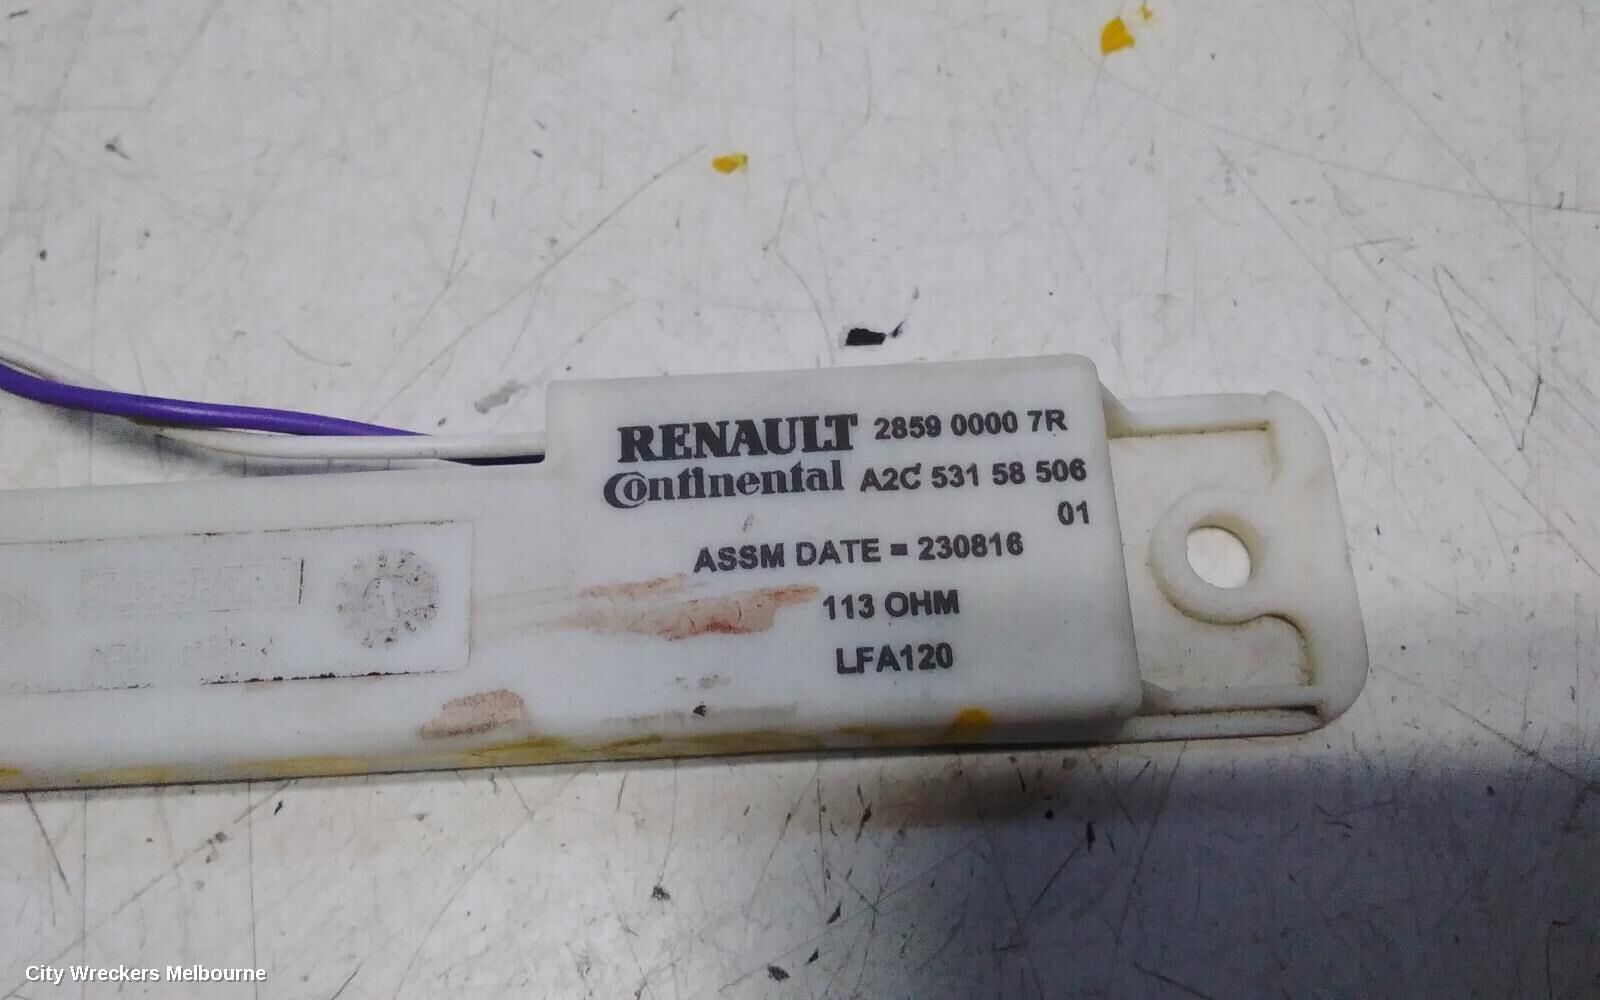 RENAULT 2859 0000 7R
Continental A2C 531 58 506
01
ASSM DATE = 230816
113 OHM
LFA120
City Wreckers Melbourne